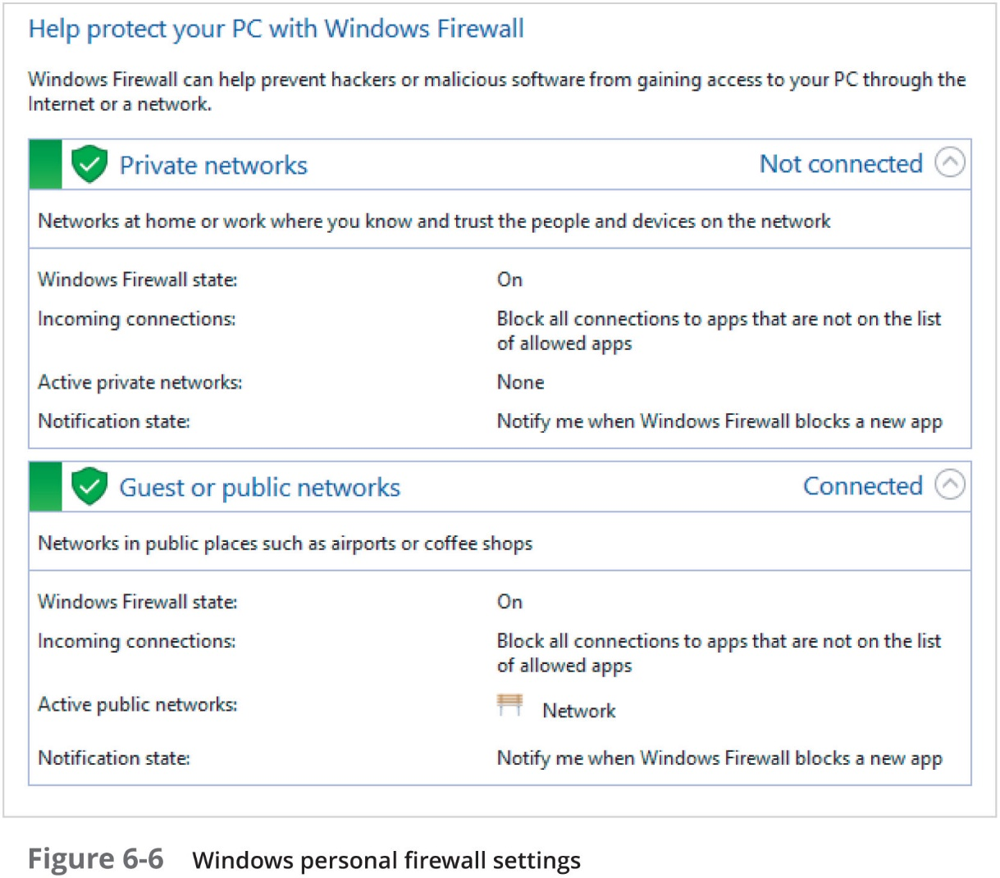 Help protect your PC with Windows Firewall
Windows Firewall can help prevent hackers or malicious software from gaining access to your PC through the
Internet or a network.
Private networks Not connected
Networks at home or work where you know and trust the people and devices on the network
Windows Firewall state: On
Incoming connections: Block all connections to apps that are not on the list
of allowed apps
Active private networks: None
Notification state: Notify me when Windows Firewall blocks a new app
Guest or public networks Connected
Networks in public places such as airports or coffee shops
Windows Firewall state: On
Incoming connections: Block all connections to apps that are not on the list
of allowed apps
Active public networks: Network
Notification state: Notify me when Windows Firewall blocks a new app
Figure 6-6 Windows personal firewall settings